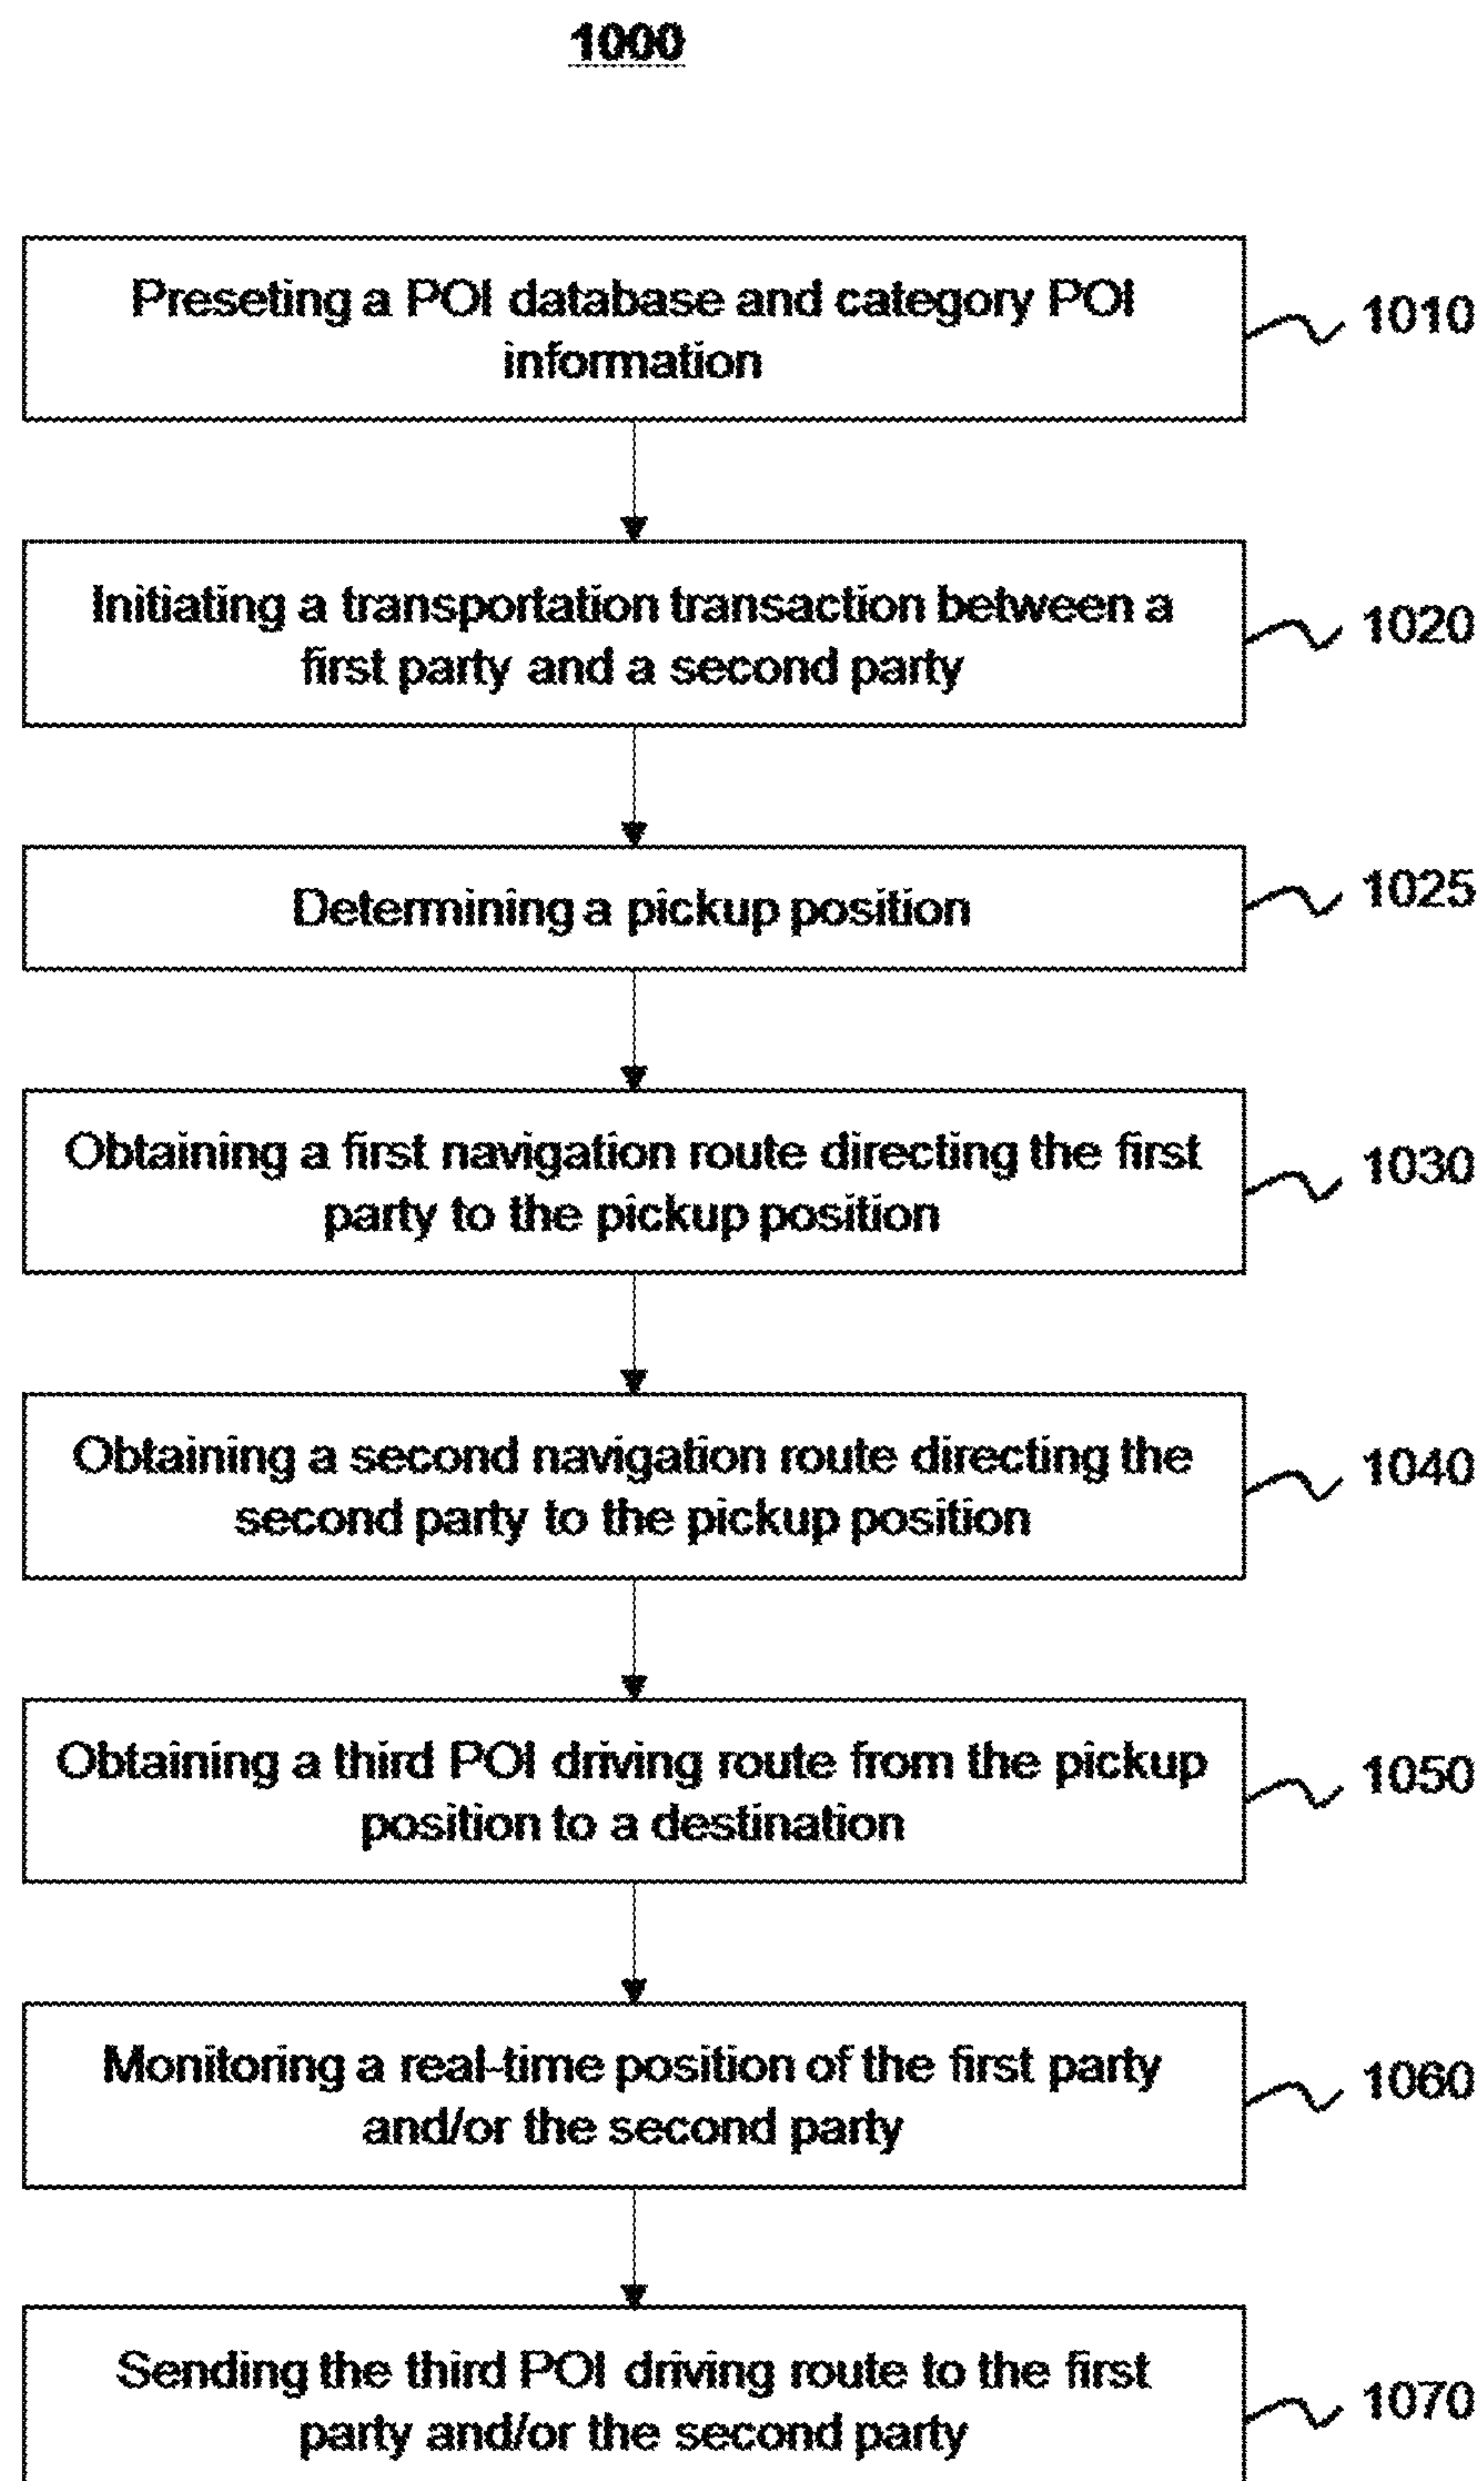 1000
Preseting a POI database and category POI
information
1010
Initiating a transportation transaction between a
first party and a second party
1020
Determining a pickup position
1025
Obtaining a first navigation route directing the first
party to the pickup position
1030
Obtaining a second navigation route directing the
second party to the pickup position
1040
Obtaining a third POI driving route from the pickup
position to a destination
1050
Monitoring a real-time position of the first party
and/or the second party
1060
Sending the third POI driving route to the first
party and/or the second party
1070